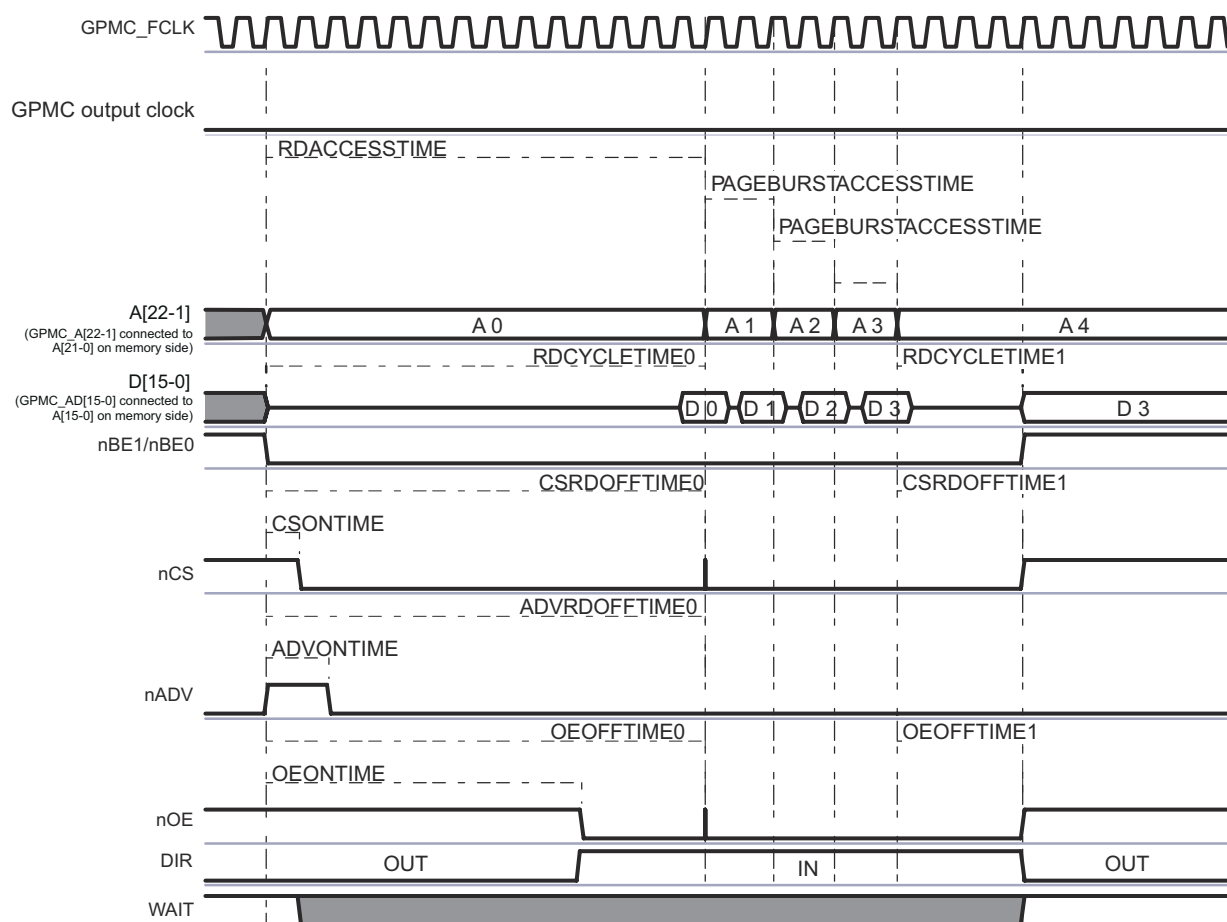 GPMC_FCLK
GPMC output clock
RDACCESSTIME
PAGEBURSTACCESSTIME
PAGEBURSTACCESSTIME
A[22-1]
(GPMC_A[22-1] connected to
A[21-0] on memory side)
A 0 A 1 A 2 A 3 A 4
RDCYCLETIME0 RDCYCLETIME1
D[15-0]
(GPMC_AD[15-0] connected to
A[15-0] on memory side)
D 0 D 1 D 2 D 3 D 3
nBE1/nBE0
CSRDOFFTIME0 CSRDOFFTIME1
CSONTIME
nCS
ADVRDOFFTIME0
ADVONTIME
nADV
OEOFFTIME0 OEOFFTIME1
OEONTIME
nOE
DIR OUT IN OUT
WAIT